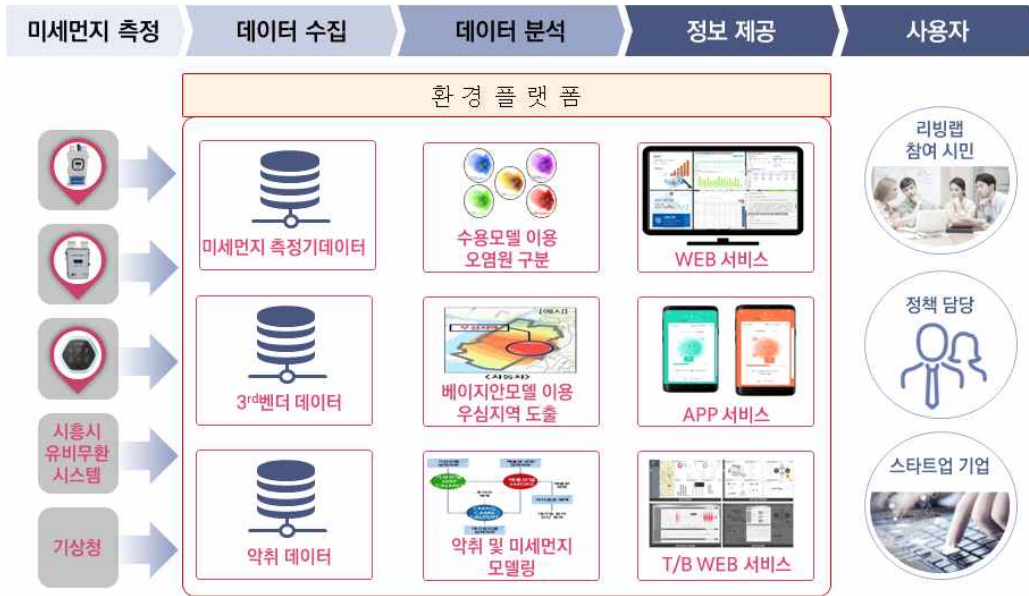 미세먼지 측정
데이터 수집
데이터 분석
정보 제공
사용자
환 경 플 랫 폼
미세먼지 측정기데이터
수용모델 이용
오염원 구분
WEB 서비스
리빙랩
참여 시민
3rd벤더 데이터
베이지안모델 이용
우심지역 도출
APP 서비스
정책 담당
시흥시
유비무환
시스템
기상청
악취 데이터
악취 및 미세먼지
모델링
T/B WEB 서비스
스타트업 기업